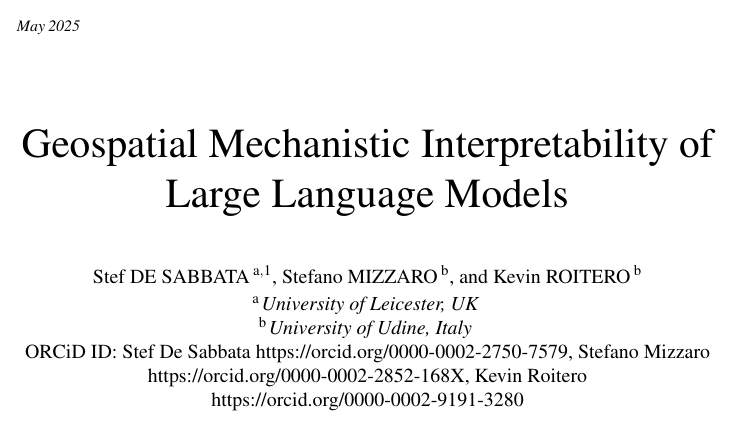 May 2025
Geospatial Mechanistic Interpretability of
Large Language Models
Stef DE SABBATA a,1, Stefano MIZZARO b, and Kevin ROITERO b
a University of Leicester, UK
b University of Udine, Italy
ORCiD ID: Stef De Sabbata https://orcid.org/0000-0002-2750-7579, Stefano Mizzaro
https://orcid.org/0000-0002-2852-168X, Kevin Roitero
https://orcid.org/0000-0002-9191-3280